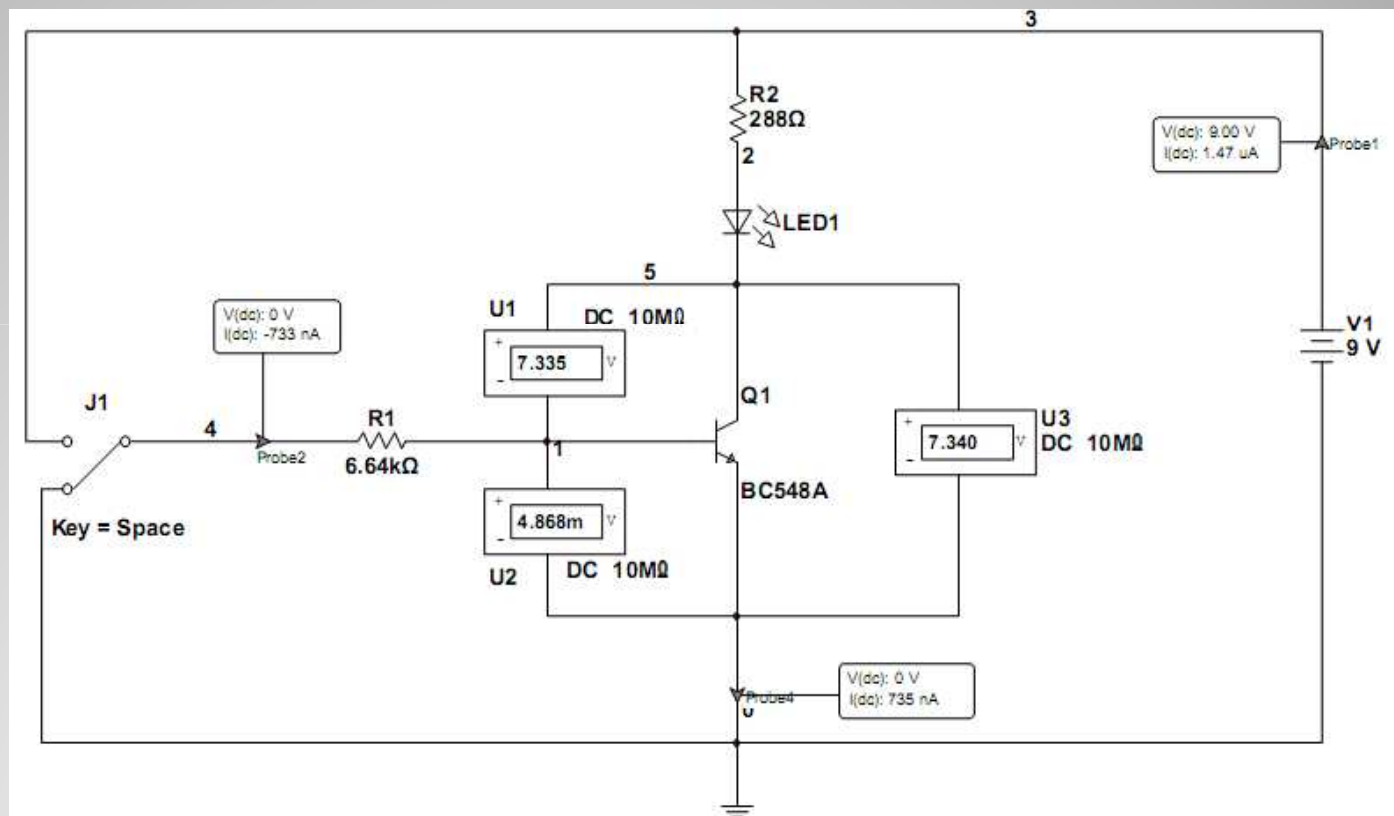 3
R2
288Ω
2
V(dc): 9.00 V
I(dc): 1.47 uA
Probe1
LED1
5
U1
DC 10MΩ
+
7.335
V
-
V(dc): 0 V
I(dc): -733 nA
V1
9 V
J1
4
Probe2
R1
6.64kΩ
1
Q1
+
7.340
V
-
U3
DC 10MΩ
BC548A
+
4.868m
V
-
Key = Space
U2
DC 10MΩ
V(dc): 0 V
I(dc): 735 nA
Probe4